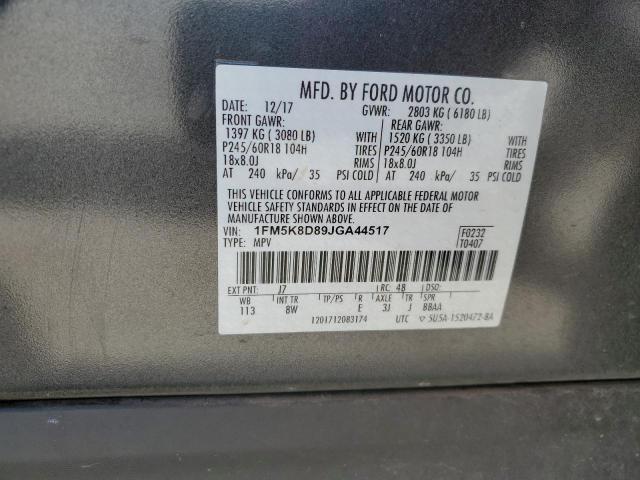 MFD. BY FORD MOTOR CO.
DATE: 12/17 GVWR: 2803 KG ( 6180 LB)
FRONT GAWR: REAR GAWR:
1397 KG ( 3080 LB) WITH 1520 KG ( 3350 LB) WITH
P245/60R18 104H TIRES P245/60R18 104H TIRES
18x8.0J RIMS 18x8.0J RIMS
AT 240 kPa/ 35 PSI COLD AT 240 kPa/ 35 PSI COLD
THIS VEHICLE CONFORMS TO ALL APPLICABLE FEDERAL MOTOR
VEHICLE SAFETY STANDARDS IN EFFECT ON THE DATE OF
MANUFACTURE SHOWN ABOVE.
VIN: 1FM5K8D89JGA44517 F0232
TYPE: MPV T0407
EXT PNT: J7 RC: 48 DSO:
WB INT TR TP/PS R AXLE TR SPR
113 8W E 3J J BBAA
1201712083174 UTC 5U5A-1520472-BA